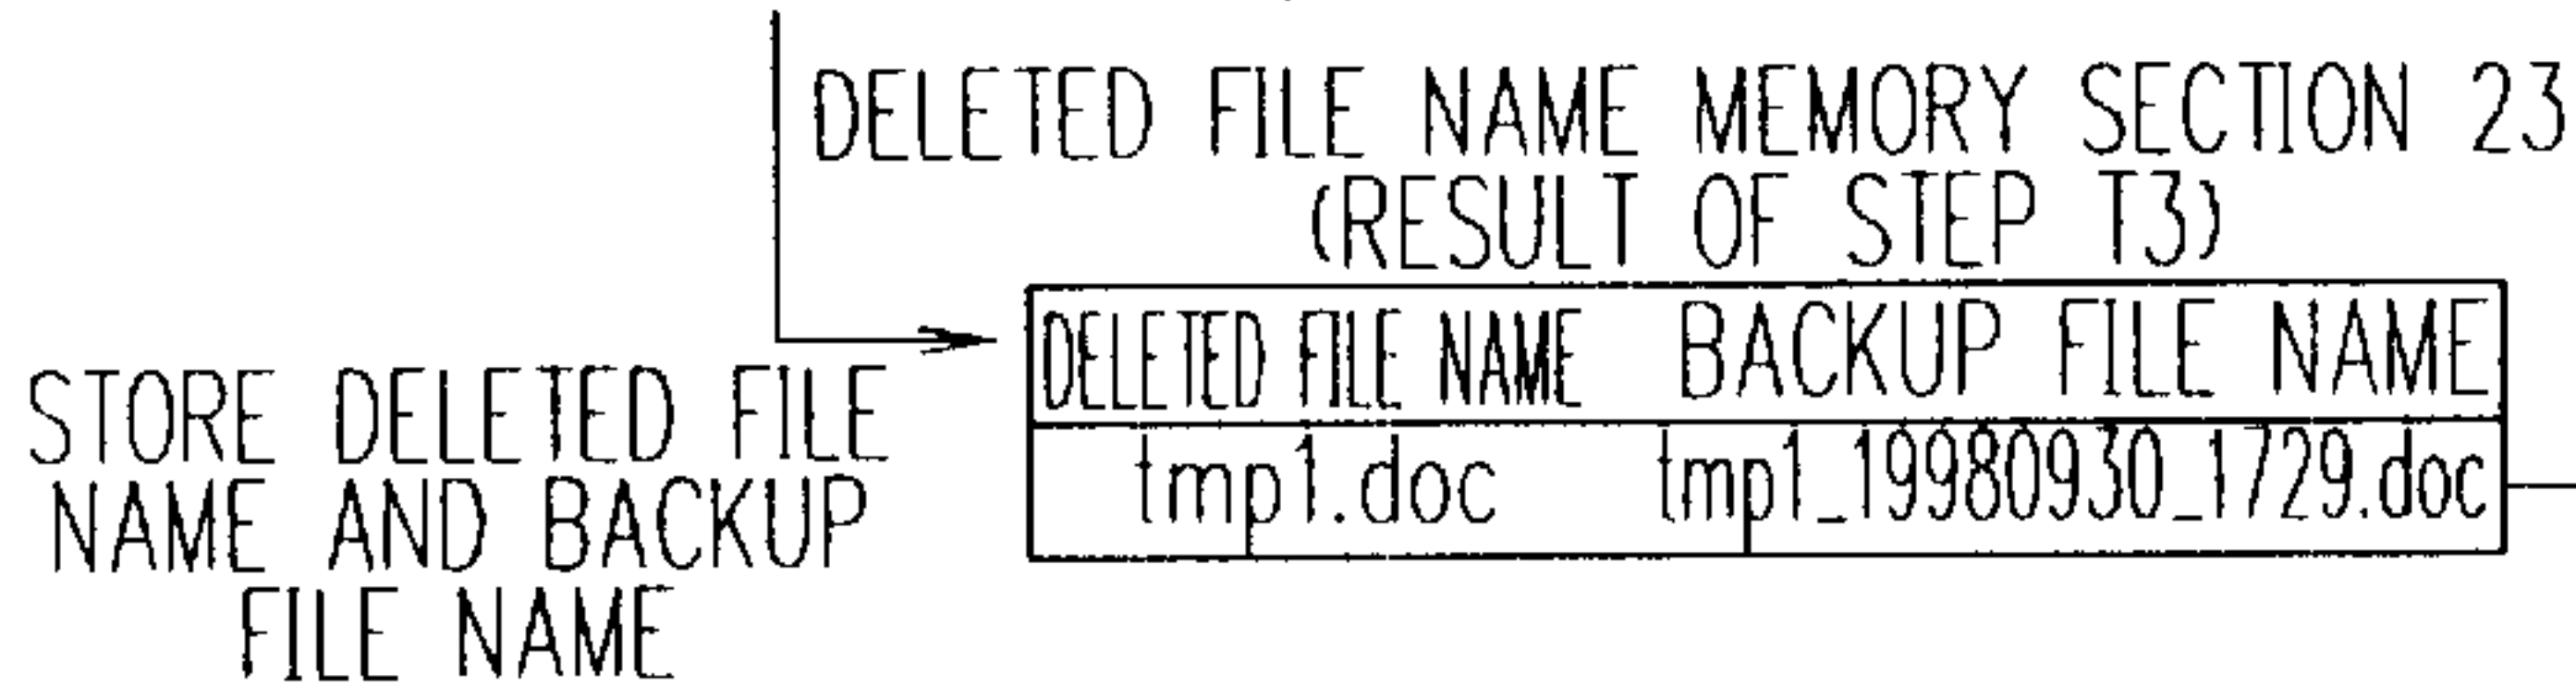 DELETED FILE NAME MEMORY SECTION 23
(RESULT OF STEP T3)
DELETED FILE NAME BACKUP FILE NAME
tmp1.doc tmp1_19980930_1729.doc
STORE DELETED FILE
NAME AND BACKUP
FILE NAME